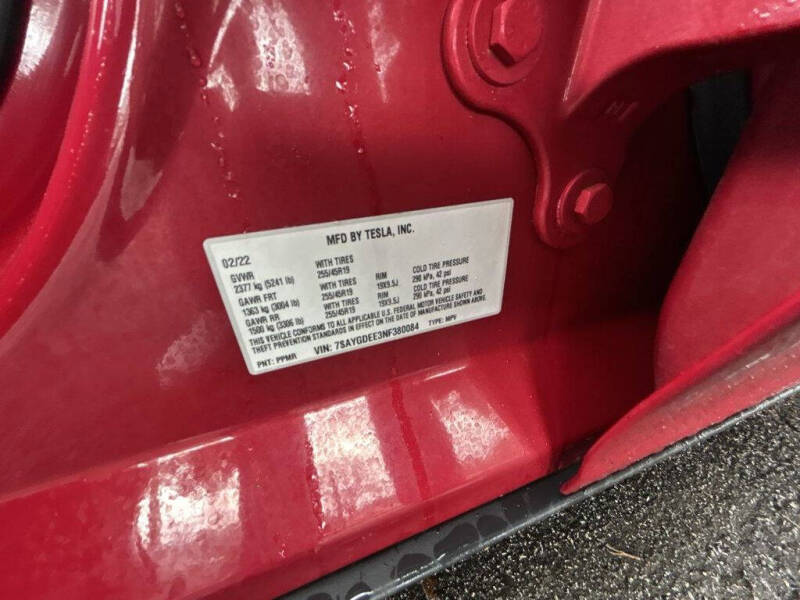 MFD BY TESLA, INC.
02/22
GVWR WITH TIRES RIM COLD TIRE PRESSURE
2377 kg (5241 lb) 255/45R19 19X9.5J 290 kPa, 42 psi
GAWR FRT WITH TIRES RIM COLD TIRE PRESSURE
1363 kg (3004 lb) 255/45R19 19X9.5J 290 kPa, 42 psi
GAWR RR WITH TIRES
1500 kg (3306 lb) 255/45R19
THIS VEHICLE CONFORMS TO ALL APPLICABLE U.S. FEDERAL MOTOR VEHICLE SAFETY AND
THEFT PREVENTION STANDARDS IN EFFECT ON THE DATE OF MANUFACTURE SHOWN ABOVE.
PNT: PPMR VIN: 7SAYGDEE3NF380084 TYPE: MPV